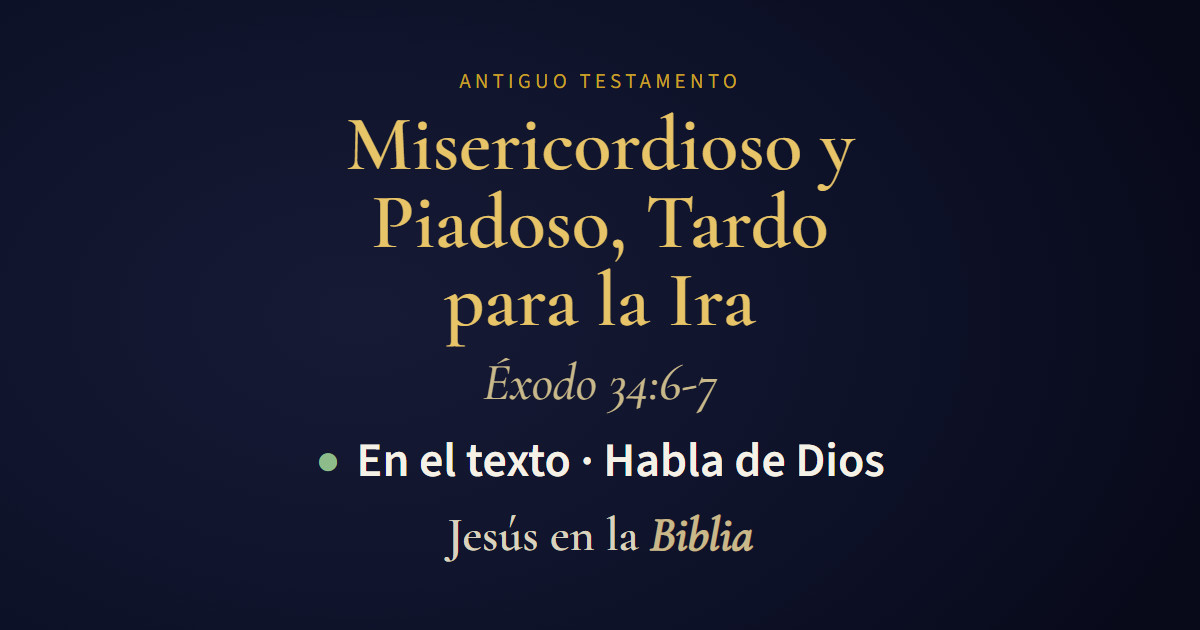 ANTIGUO TESTAMENTO
Misericordioso y
Piadoso, Tardo
para la Ira
Éxodo 34:6-7
● En el texto · Habla de Dios
Jesús en la Biblia